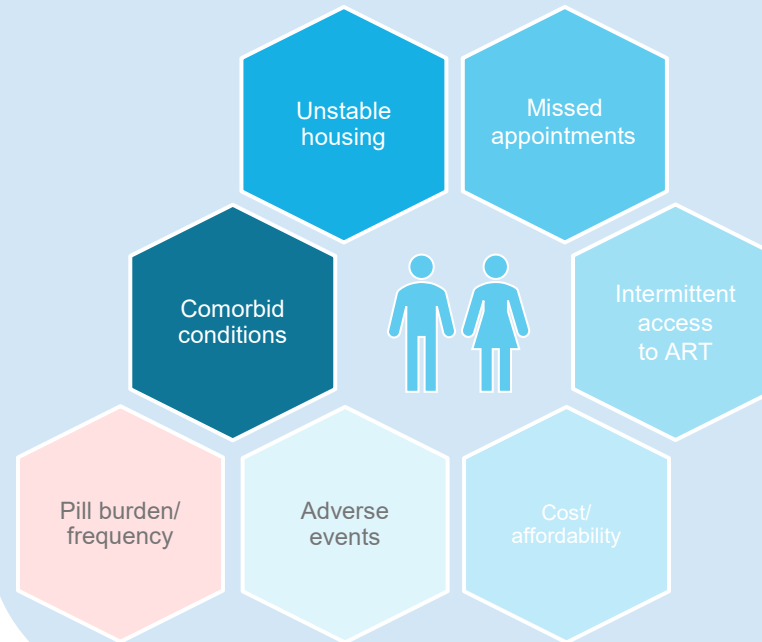 Unstable
housing
Missed
appointments
Comorbid
conditions
Intermittent
access
to ART
Pill burden/
frequency
Adverse
events
Cost/
affordability